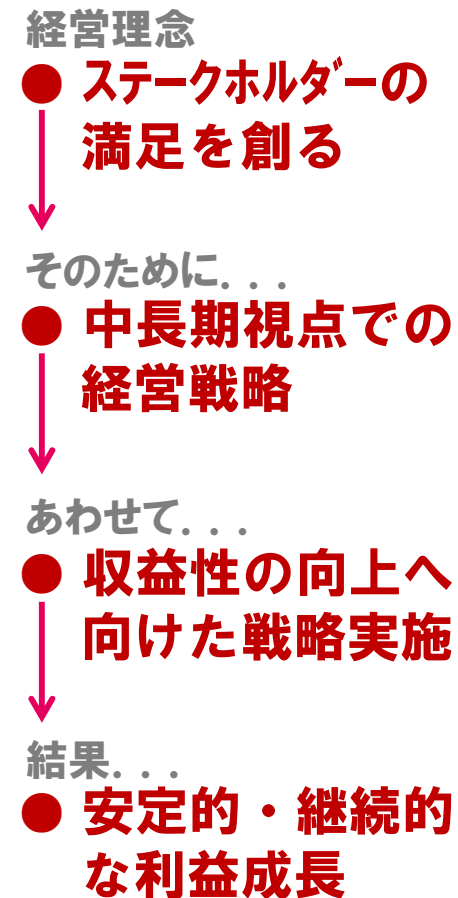 経営理念
● ステークホルダーの
満足を創る
そのために．．．
● 中長期視点での
経営戦略
あわせて．．．
● 収益性の向上へ
向けた戦略実施
結果．．．
● 安定的・継続的
な利益成長